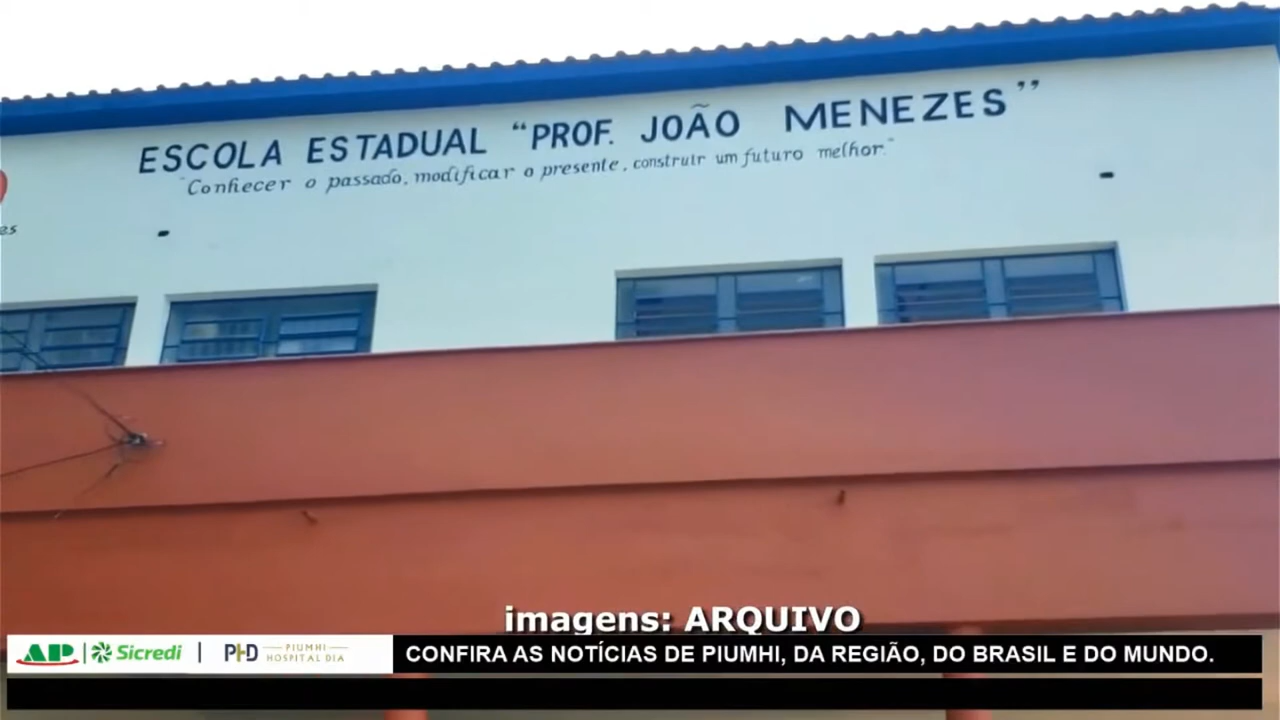 ESCOLA ESTADUAL “PROF. JOÃO MENEZES”
“Conhecer o passado, modificar o presente, construir um futuro melhor.”
es
imagens: ARQUIVO
AP Sicredi PHD PIUMHI HOSPITAL DIA
CONFIRA AS NOTÍCIAS DE PIUMHI, DA REGIÃO, DO BRASIL E DO MUNDO.